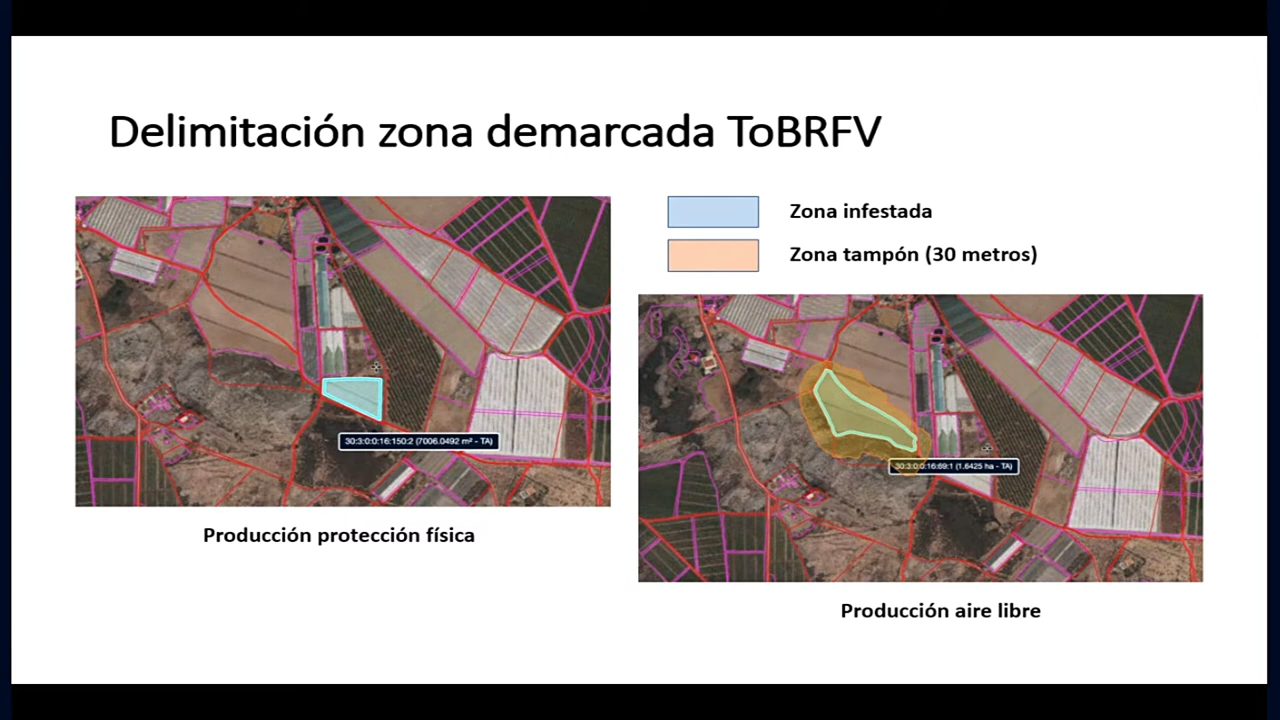 Delimitación zona demarcada ToBRFV
Zona infestada
Zona tampón (30 metros)
30:3:0:0:16:150:2 (7006.0492 m² - TA)
Producción protección física
30:3:0:0:16:69:1 (1.6425 ha - TA)
Producción aire libre